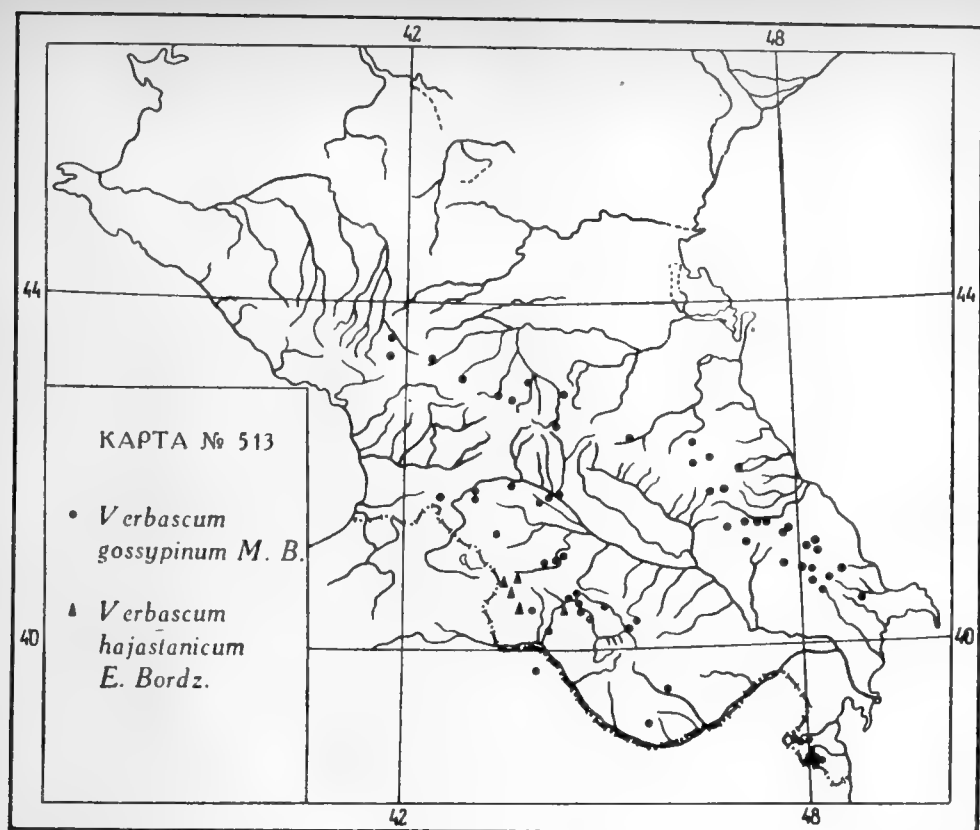 42 48
44 44
КАРТА № 513
• Verbascum
gossypinum M. B.
▲ Verbascum
hajastanicum
E. Bordz.
40 40
42 48